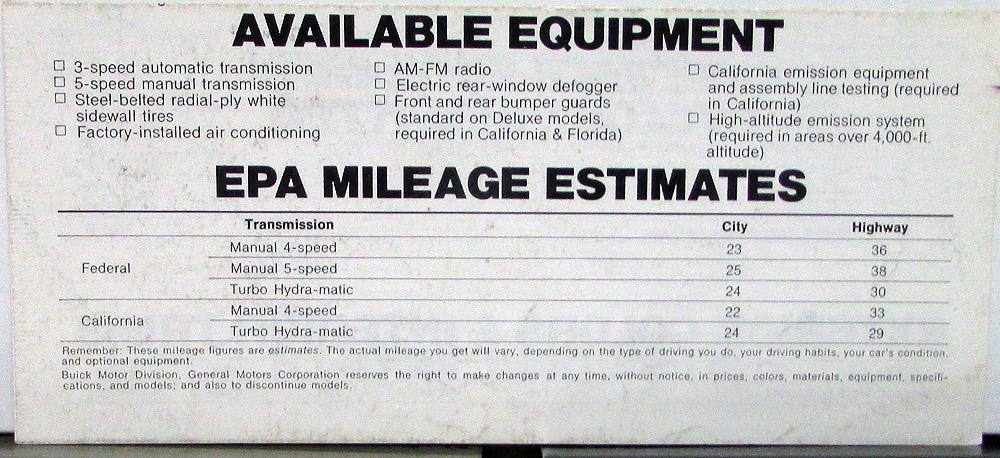 AVAILABLE EQUIPMENT
☐ 3-speed automatic transmission
☐ 5-speed manual transmission
☐ Steel-belted radial-ply white
sidewall tires
☐ Factory-installed air conditioning
☐ AM-FM radio
☐ Electric rear-window defogger
☐ Front and rear bumper guards
(standard on Deluxe models,
required in California & Florida)
☐ California emission equipment
and assembly line testing (required
in California)
☐ High-altitude emission system
(required in areas over 4,000-ft.
altitude)
EPA MILEAGE ESTIMATES
Transmission City Highway
Manual 4-speed 23 36
Federal Manual 5-speed 25 38
Turbo Hydra-matic 24 30
California Manual 4-speed 22 33
Turbo Hydra-matic 24 29
Remember: These mileage figures are estimates. The actual mileage you get will vary, depending on the type of driving you do, your driving habits, your car's condition,
and optional equipment.
Buick Motor Division, General Motors Corporation reserves the right to make changes at any time, without notice, in prices, colors, materials, equipment, specifi-
cations, and models; and also to discontinue models.